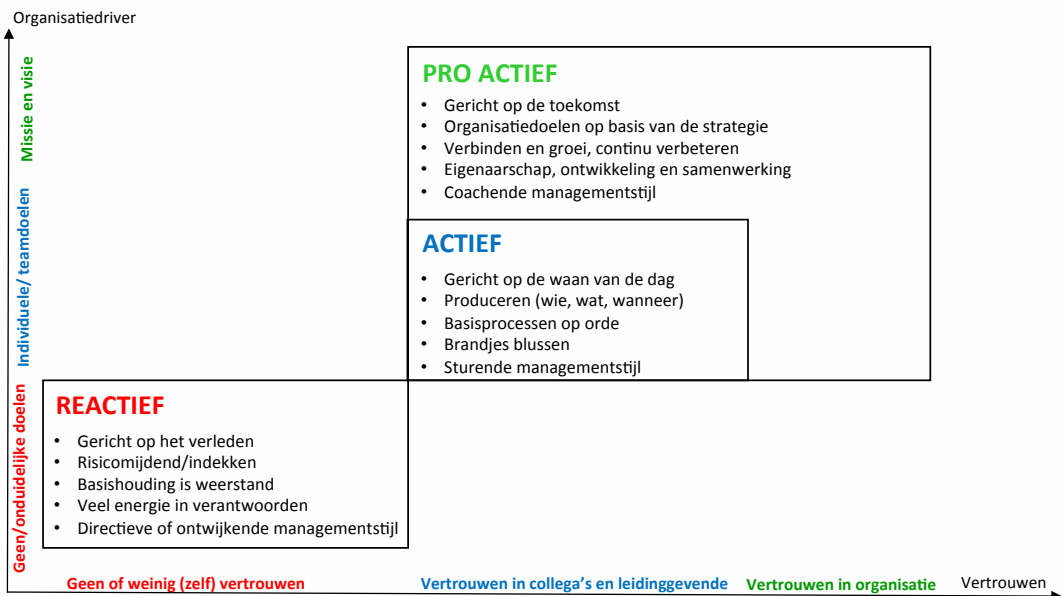 Organisatiedriver
Missie en visie
PRO ACTIEF
• Gericht op de toekomst
• Organisatiedoelen op basis van de strategie
• Verbinden en groei, continu verbeteren
• Eigenaarschap, ontwikkeling en samenwerking
• Coachende managementstijl
Individuele/ teamdoelen
ACTIEF
• Gericht op de waan van de dag
• Produceren (wie, wat, wanneer)
• Basisprocessen op orde
• Brandjes blussen
• Sturende managementstijl
Geen/onduidelijke doelen
REACTIEF
• Gericht op het verleden
• Risicomijdend/indekken
• Basishouding is weerstand
• Veel energie in verantwoorden
• Directieve of ontwijkende managementstijl
Geen of weinig (zelf) vertrouwen
Vertrouwen in collega's en leidinggevende
Vertrouwen in organisatie
Vertrouwen